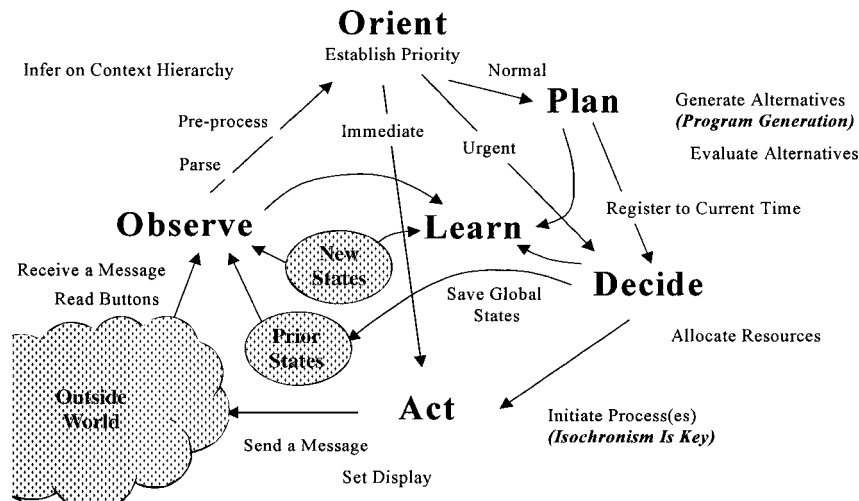 Orient
Establish Priority
Infer on Context Hierarchy
Normal
Plan
Generate Alternatives
(Program Generation)
Pre-process
Immediate
Urgent
Evaluate Alternatives
Parse
Observe
Learn
Register to Current Time
New
States
Receive a Message
Read Buttons
Save Global
States
Decide
Prior
States
Allocate Resources
Outside
World
Act
Initiate Process(es)
(Isochronism Is Key)
Send a Message
Set Display